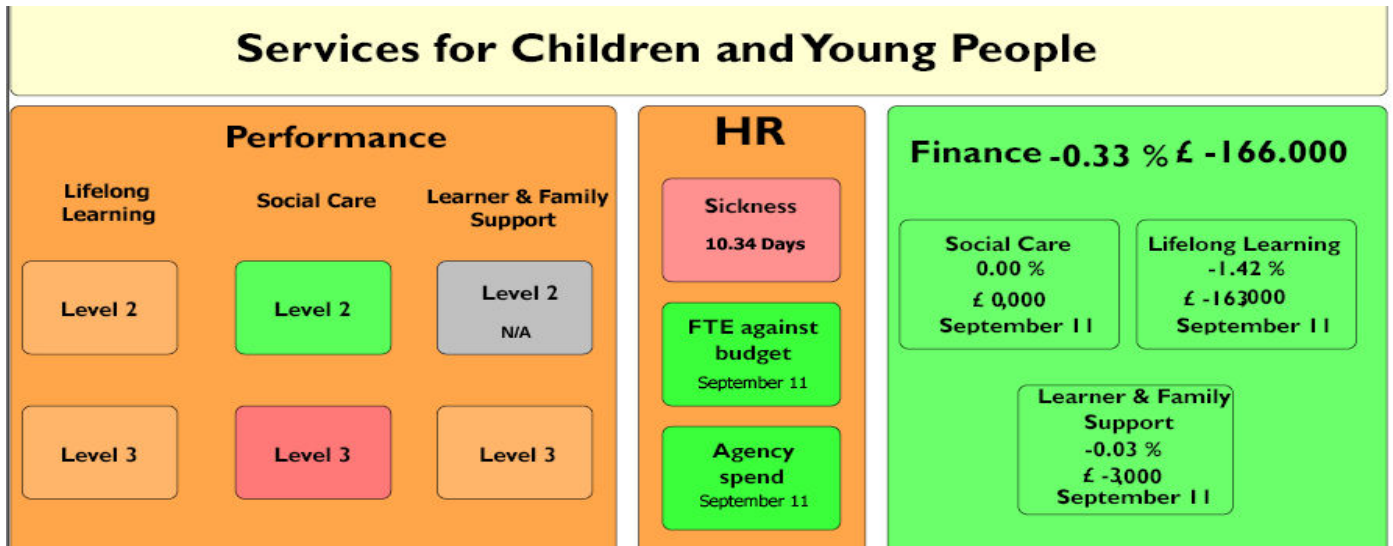 Services for Children and Young People
Performance
Lifelong
Learning
Social Care
Learner & Family
Support
Level 2
Level 2
Level 2
N/A
Level 3
Level 3
Level 3
HR
Sickness
10.34 Days
FTE against
budget
September 11
Agency
spend
September 11
Finance -0.33 % £ -166.000
Social Care
0.00 %
£ 0,000
September 11
Lifelong Learning
-1.42 %
£ -163,000
September 11
Learner & Family
Support
-0.03 %
£ -3,000
September 11